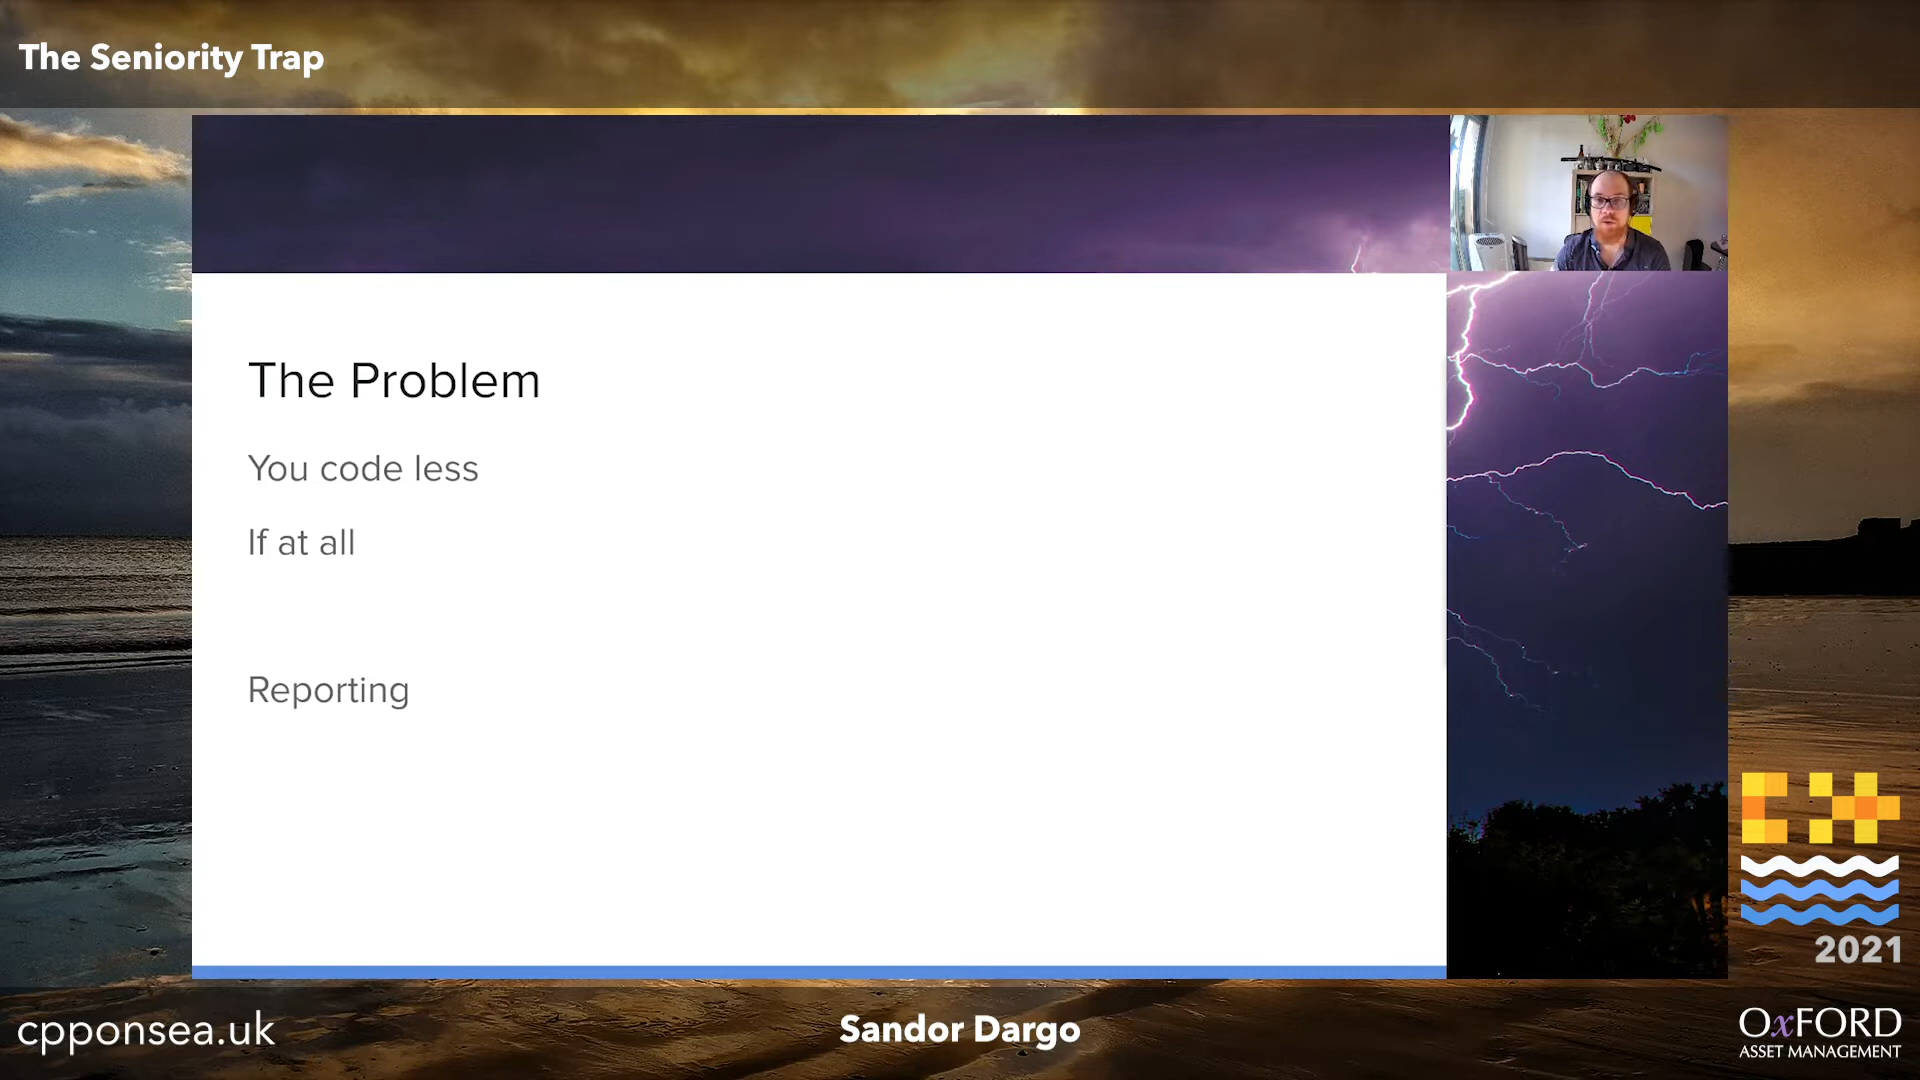 The Seniority Trap
The Problem
You code less
If at all
Reporting
2021
cpponsea.uk
Sandor Dargo
OxFORD
ASSET MANAGEMENT